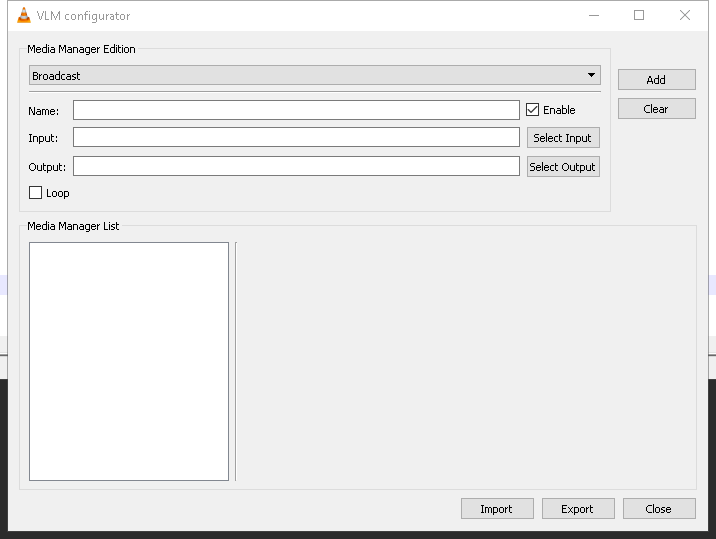 VLM configurator
Media Manager Edition
Broadcast
Add
Name:
Enable
Clear
Input:
Select Input
Output:
Select Output
Loop
Media Manager List
Import
Export
Close